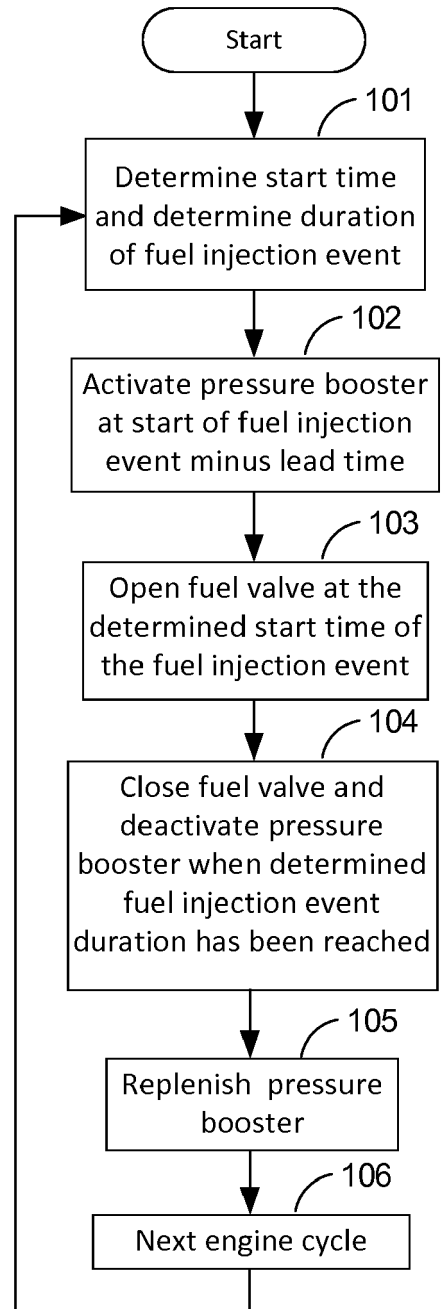 Start
101
Determine start time
and determine duration
of fuel injection event
102
Activate pressure booster
at start of fuel injection
event minus lead time
103
Open fuel valve at the
determined start time of
the fuel injection event
104
Close fuel valve and
deactivate pressure
booster when determined
fuel injection event
duration has been reached
105
Replenish pressure
booster
106
Next engine cycle